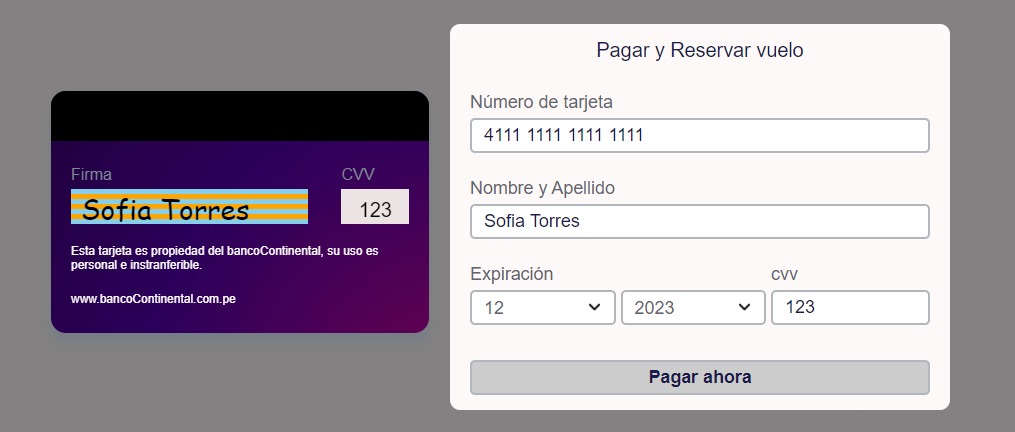 Firma CVV
Sofia Torres 123
Esta tarjeta es propiedad del bancoContinental, su uso es
personal e instranferible.
www.bancoContinental.com.pe
Pagar y Reservar vuelo
Número de tarjeta
4111 1111 1111 1111
Nombre y Apellido
Sofia Torres
Expiración cvv
12 2023 123
Pagar ahora